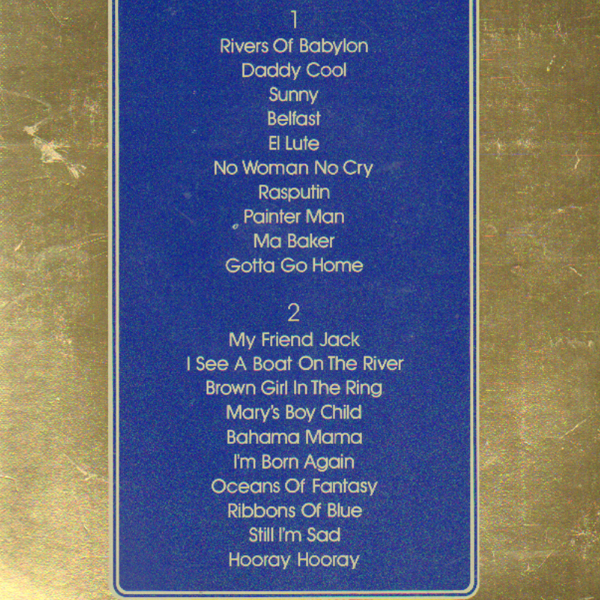 1
Rivers Of Babylon
Daddy Cool
Sunny
Belfast
El Lute
No Woman No Cry
Rasputin
Painter Man
Ma Baker
Gotta Go Home
2
My Friend Jack
I See A Boat On The River
Brown Girl In The Ring
Mary's Boy Child
Bahama Mama
I'm Born Again
Oceans Of Fantasy
Ribbons Of Blue
Still I'm Sad
Hooray Hooray